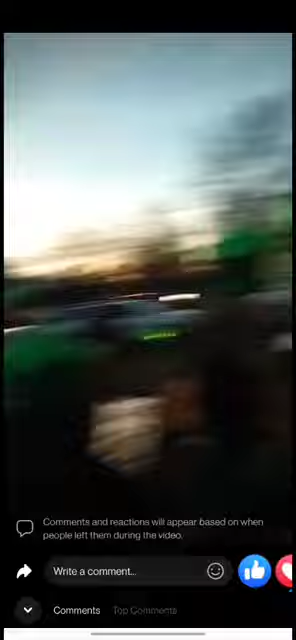 Comments and reactions will appear based on when
people left them during the video.
Write a comment...
Comments Top Comments